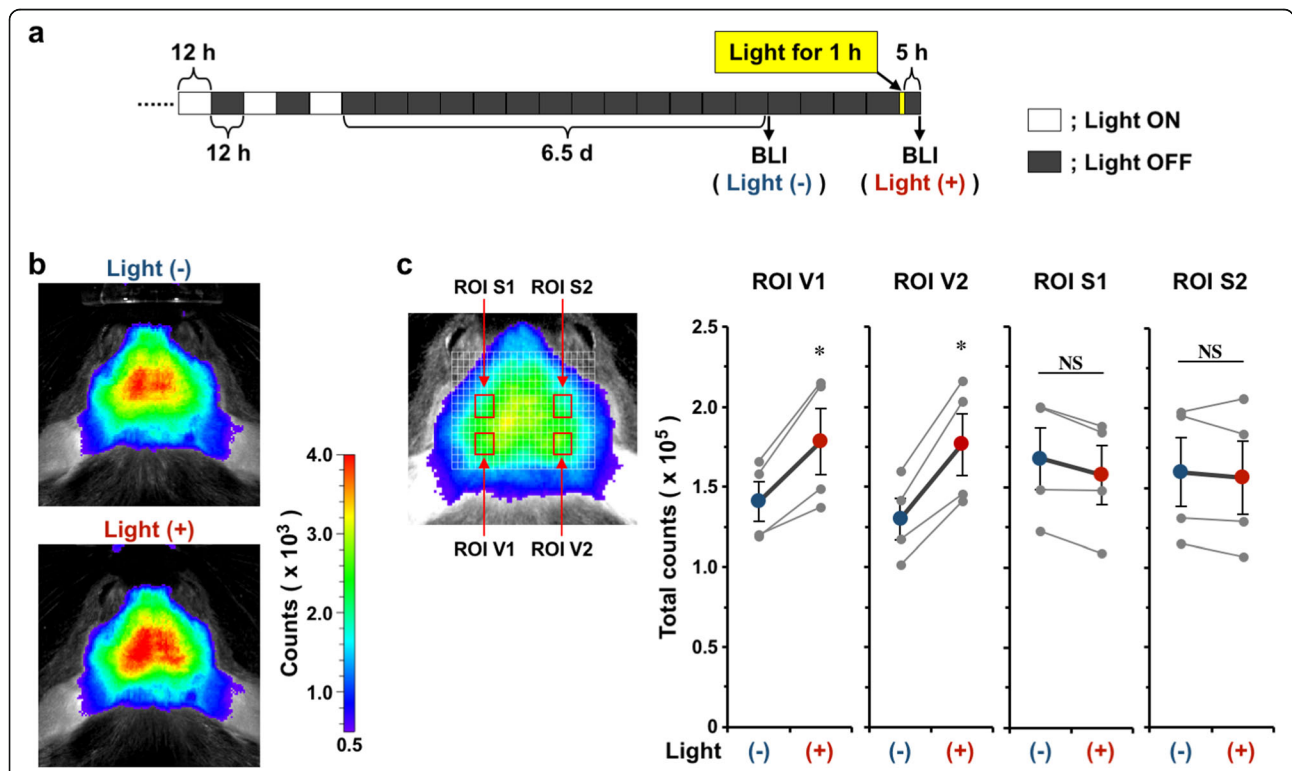 a
12 h
Light for 1 h
5 h
......
12 h
6.5 d
BLI
( Light (-) )
BLI
( Light (+) )
; Light ON
; Light OFF
b
Light (-)
Light (+)
Counts ( x 10³ )
4.0
3.0
2.0
1.0
0.5
c
ROI S1 ROI S2
ROI V1 ROI V2
ROI V1 ROI V2 ROI S1 ROI S2
Total counts ( x 10⁵ )
2.5
2.0
1.5
1.0
0.5
0
* * NS NS
Light (-) (+) (-) (+) (-) (+) (-) (+)